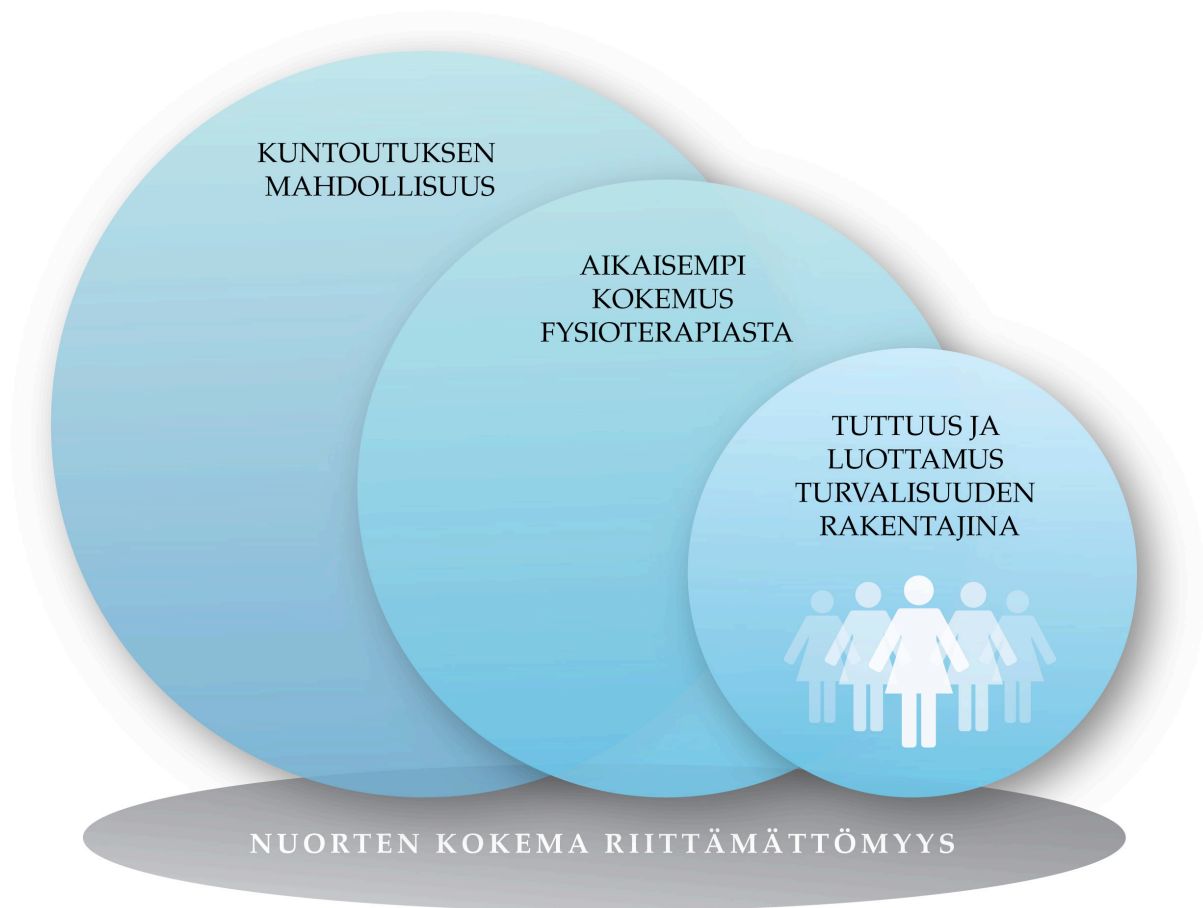 KUNTOUTUKSEN
MAHDOLLISUUS
AIKAISEMPI
KOKEMUS
FYSIOTERAPIASTA
TUTTUUS JA
LUOTTAMUS
TURVALISUUDEN
RAKENTAJINA
NUORTEN KOKEMA RIITTÄMÄTTÖMYYS